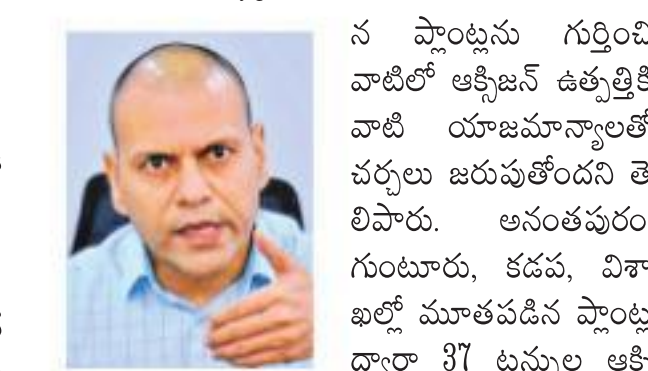 న ప్లాంట్లను గుర్తించి
వాటిలో ఆక్సిజన్ ఉత్పత్తికి
వాటి యాజమాన్యాలతో
చర్చలు జరుపుతోందని తె
లిపారు. అనంతపురం
గుంటూరు, కడప, విశా
ఖల్లో మూతపడిన ప్లాంట్ల
ద్వారా 37 టన్నుల ఆక్సి